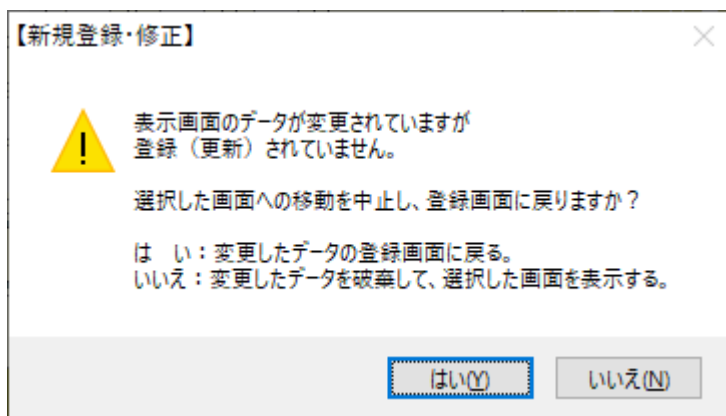 【新規登録・修正】
表示画面のデータが変更されていますが
登録（更新）されていません。
選択した画面への移動を中止し、登録画面に戻りますか？
は　い：変更したデータの登録画面に戻る。
いいえ：変更したデータを破棄して、選択した画面を表示する。
はい(Y)　いいえ(N)